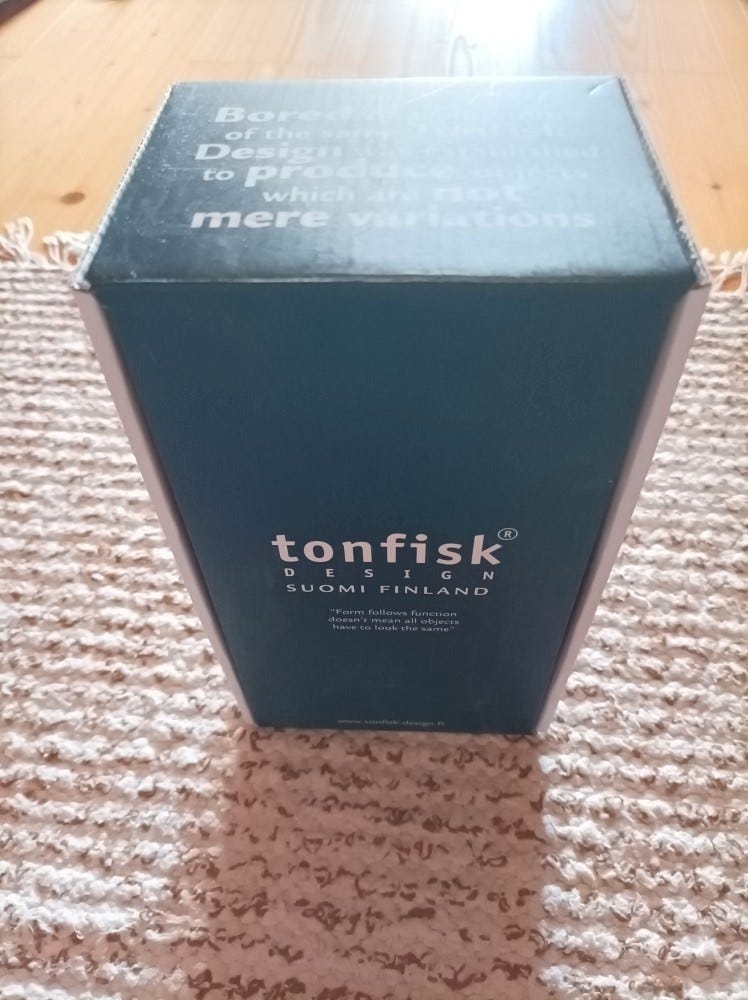 Bored
of the same
Design
to produce objects
which are not
mere variations
tonfisk®
DESIGN
SUOMI FINLAND
"Form follows function
doesn't mean all objects
have to look the same"
www.tonfisk-design.fi